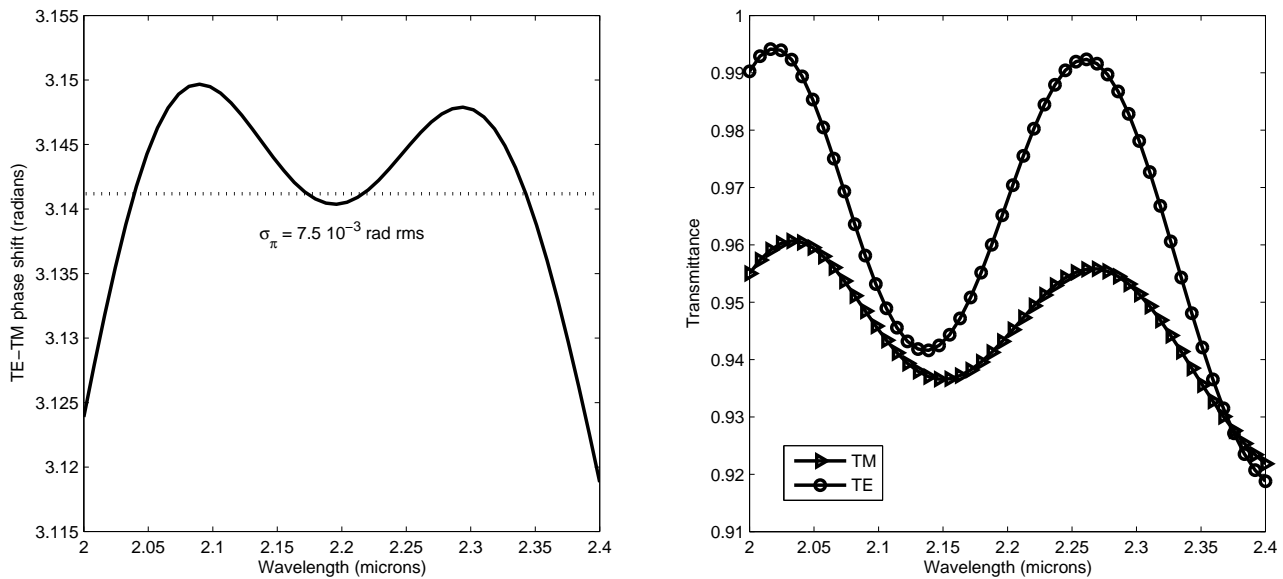 3.155
3.15
3.145
3.14
3.135
3.13
3.125
3.12
3.115
TE−TM phase shift (radians)
σπ = 7.5 10−3 rad rms
2 2.05 2.1 2.15 2.2 2.25 2.3 2.35 2.4
Wavelength (microns)
1
0.99
0.98
0.97
0.96
0.95
0.94
0.93
0.92
0.91
Transmittance
TM
TE
2 2.05 2.1 2.15 2.2 2.25 2.3 2.35 2.4
Wavelength (microns)